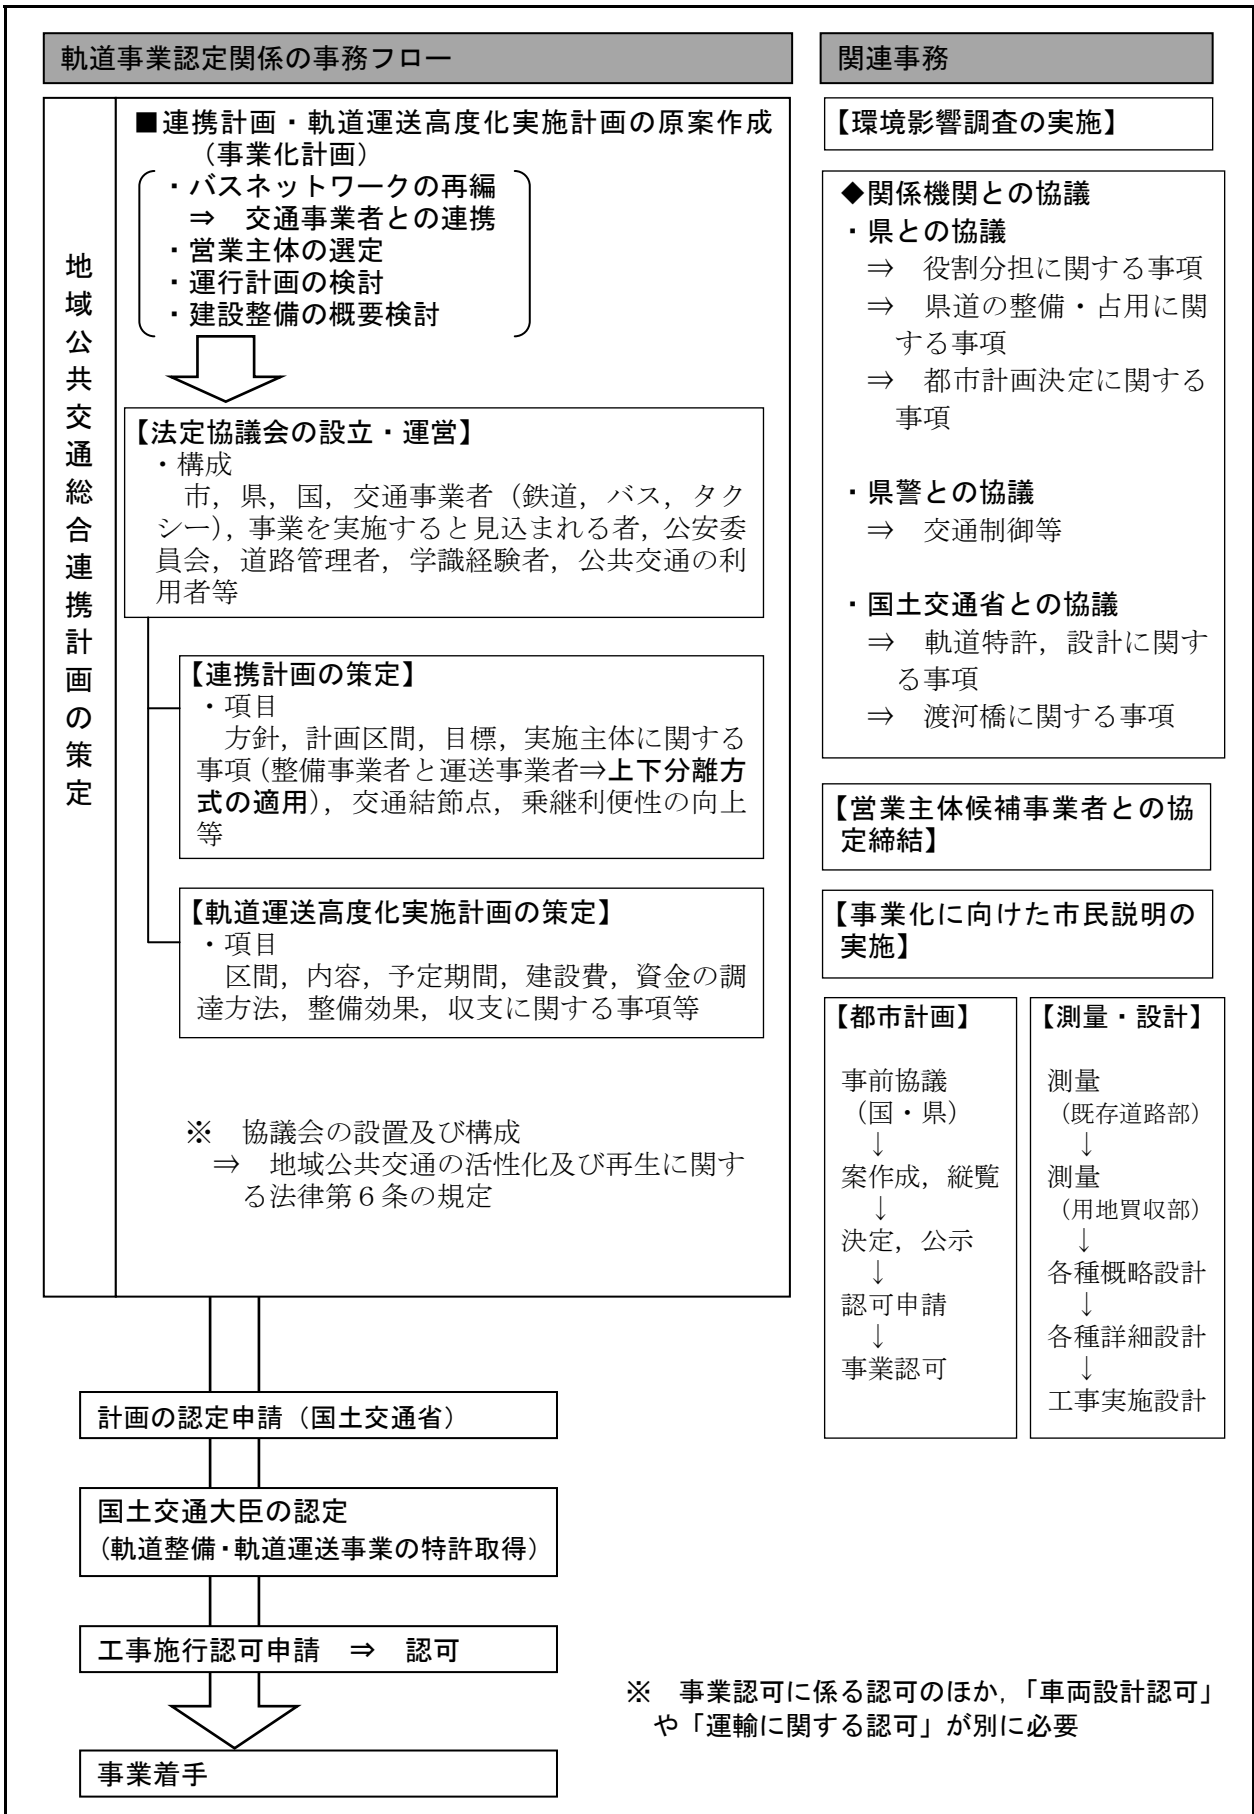 軌道事業認定関係の事務フロー
地域公共交通総合連携計画の策定
■連携計画・軌道運送高度化実施計画の原案作成
（事業化計画）
・バスネットワークの再編
⇒　交通事業者との連携
・営業主体の選定
・運行計画の検討
・建設整備の概要検討
【法定協議会の設立・運営】
・構成
市，県，国，交通事業者（鉄道，バス，タク
シー），事業を実施すると見込まれる者，公安委
員会，道路管理者，学識経験者，公共交通の利
用者等
【連携計画の策定】
・項目
方針，計画区間，目標，実施主体に関する
事項（整備事業者と運送事業者⇒上下分離方
式の適用），交通結節点，乗継利便性の向上
等
【軌道運送高度化実施計画の策定】
・項目
区間，内容，予定期間，建設費，資金の調
達方法，整備効果，収支に関する事項等
※　協議会の設置及び構成
⇒　地域公共交通の活性化及び再生に関す
る法律第６条の規定
計画の認定申請（国土交通省）
国土交通大臣の認定
（軌道整備・軌道運送事業の特許取得）
工事施行認可申請　⇒　認可
事業着手
関連事務
【環境影響調査の実施】
◆関係機関との協議
・県との協議
⇒　役割分担に関する事項
⇒　県道の整備・占用に関
する事項
⇒　都市計画決定に関する
事項
・県警との協議
⇒　交通制御等
・国土交通省との協議
⇒　軌道特許，設計に関す
る事項
⇒　渡河橋に関する事項
【営業主体候補事業者との協
定締結】
【事業化に向けた市民説明の
実施】
【都市計画】
事前協議
（国・県）
↓
案作成，縦覧
↓
決定，公示
↓
認可申請
↓
事業認可
【測量・設計】
測量
（既存道路部）
↓
測量
（用地買収部）
↓
各種概略設計
↓
各種詳細設計
↓
工事実施設計
※　事業認可に係る認可のほか，「車両設計認可」
や「運輸に関する認可」が別に必要